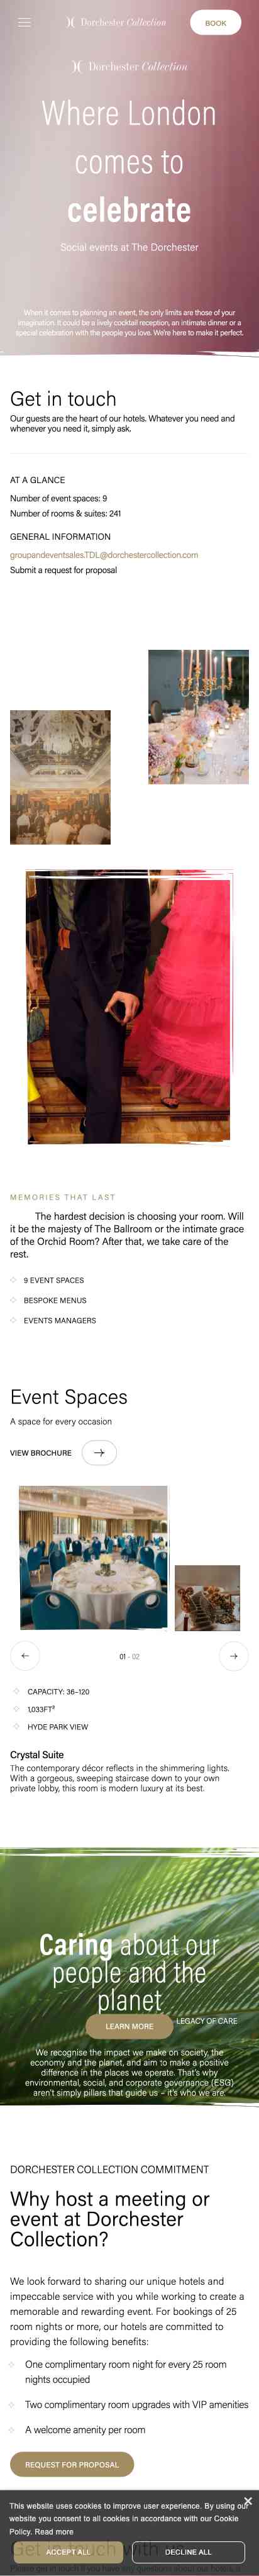 Dorchester Collection
BOOK
Dorchester Collection
Where London
comes to
celebrate
Social events at The Dorchester
When it comes to planning an event, the only limits are those of your
imagination. It could be a lively cocktail reception, an intimate dinner or a
special celebration with the people you love. We're here to make it perfect.
Get in touch
Our guests are the heart of our hotels. Whatever you need and
whenever you need it, simply ask.
AT A GLANCE
Number of event spaces: 9
Number of rooms & suites: 241
GENERAL INFORMATION
groupandeventsales.TDL@dorchestercollection.com
Submit a request for proposal
MEMORIES THAT LAST
The hardest decision is choosing your room. Will
it be the majesty of The Ballroom or the intimate grace
of the Orchid Room? After that, we take care of the
rest.
9 EVENT SPACES
BESPOKE MENUS
EVENTS MANAGERS
Event Spaces
A space for every occasion
VIEW BROCHURE
01 - 02
CAPACITY: 36–120
1,033FT²
HYDE PARK VIEW
Crystal Suite
The contemporary décor reflects in the shimmering lights.
With a gorgeous, sweeping staircase down to your own
private lobby, this room is modern luxury at its best.
Caring about our
people and the
planet
LEARN MORE
LEGACY OF CARE
We recognise the impact we make on society, the
economy and the planet, and aim to make a positive
difference in the places we operate. That's why
environmental, social, and corporate governance (ESG)
aren't simply pillars that guide us – it's who we are.
DORCHESTER COLLECTION COMMITMENT
Why host a meeting or
event at Dorchester
Collection?
We look forward to sharing our unique hotels and
impeccable service with you while working to create a
memorable and rewarding event. For bookings of 25
room nights or more, our hotels are committed to
providing the following benefits:
One complimentary room night for every 25 room
nights occupied
Two complimentary room upgrades with VIP amenities
A welcome amenity per room
REQUEST FOR PROPOSAL
This website uses cookies to improve user experience. By using our
website you consent to all cookies in accordance with our Cookie
Policy. Read more
ACCEPT ALL
DECLINE ALL
Get in touch with us